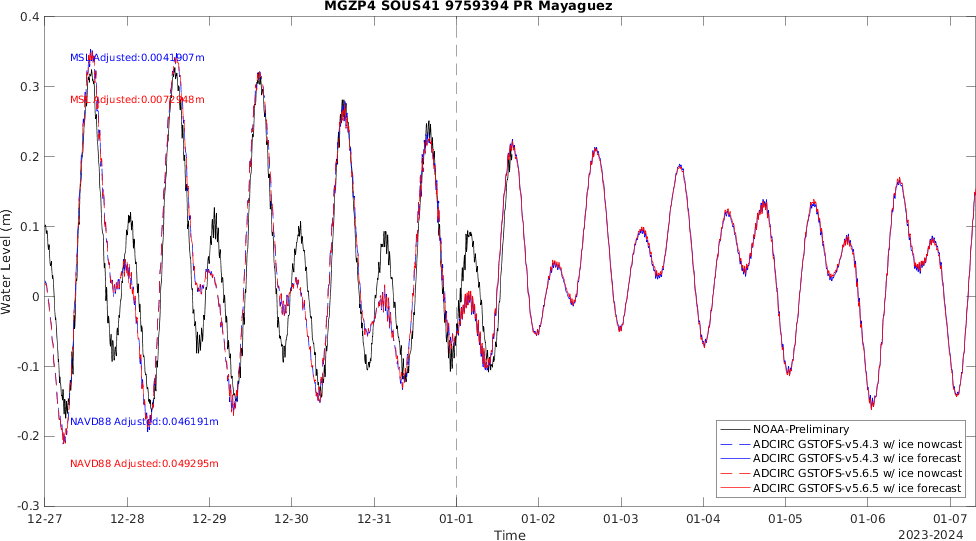 MGZP4 SOUS41 9759394 PR Mayaguez
0.4
0.3
0.2
0.1
0
-0.1
-0.2
-0.3
Water Level (m)
MSL Adjusted:0.0041907m
MSL Adjusted:0.0072948m
NAVD88 Adjusted:0.046191m
NAVD88 Adjusted:0.049295m
NOAA-Preliminary
ADCIRC GSTOFS-v5.4.3 w/ ice nowcast
ADCIRC GSTOFS-v5.4.3 w/ ice forecast
ADCIRC GSTOFS-v5.6.5 w/ ice nowcast
ADCIRC GSTOFS-v5.6.5 w/ ice forecast
12-27 12-28 12-29 12-30 12-31 01-01 01-02 01-03 01-04 01-05 01-06 01-07
Time
2023-2024